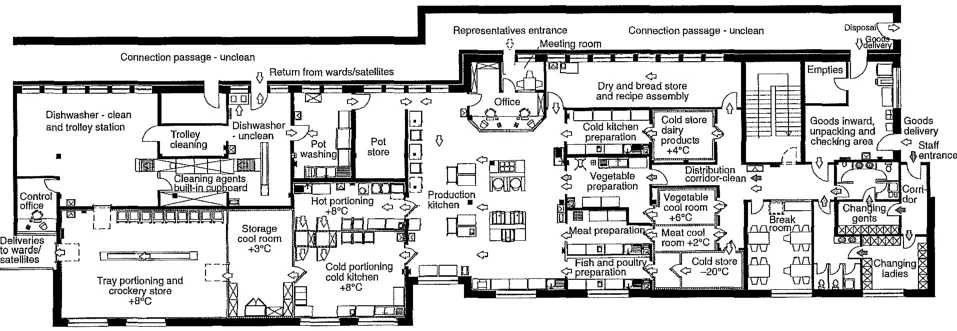 Representatives entrance
Meeting room
Connection passage - unclean
Disposal
Goods
delivery
Connection passage - unclean
Return from wards/satellites
Empties
Office
Dry and bread store
and recipe assembly
Dishwasher - clean
and trolley station
Trolley
cleaning
Dishwasher
- unclean
Pot
washing
Pot
store
Cold kitchen
preparation
Cold store
dairy
products
+4°C
Goods inward,
unpacking and
checking area
Goods
delivery
Staff
entrance
Cleaning agents
built-in cupboard
Control
office
Hot portioning
+8°C
Production
kitchen
Vegetable
preparation
Distribution
corridor-clean
Vegetable
cool room
+6°C
Corri-
dor
Changing
gents
Break
room
Deliveries
to wards/
satellites
Storage
cool room
+3°C
Meat preparation
Meat cool
room +2°C
Cold portioning
cold kitchen
+8°C
Tray portioning and
crockery store
+8°C
Fish and poultry
preparation
Cold store
–20°C
Changing
ladies